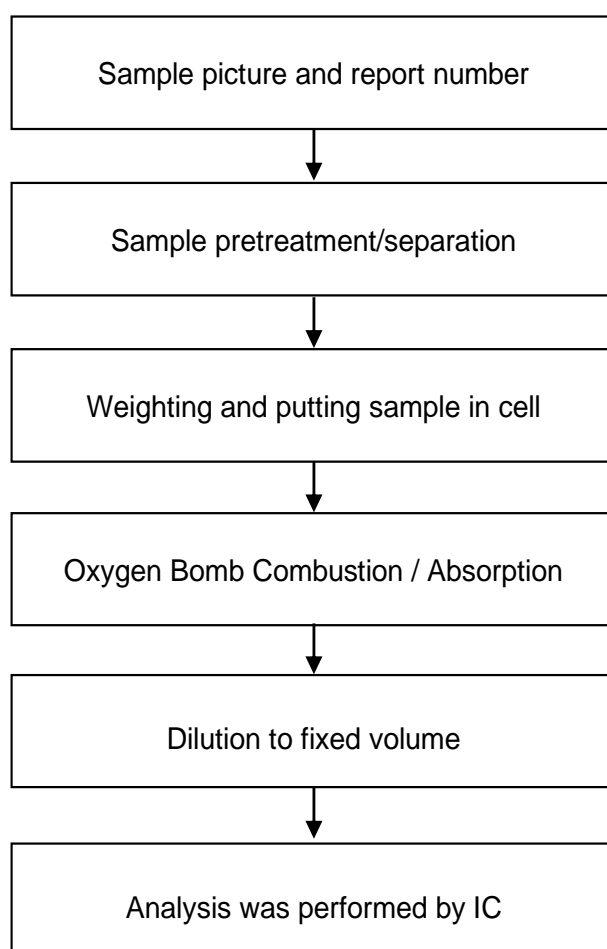 Sample picture and report number
Sample pretreatment/separation
Weighting and putting sample in cell
Oxygen Bomb Combustion / Absorption
Dilution to fixed volume
Analysis was performed by IC